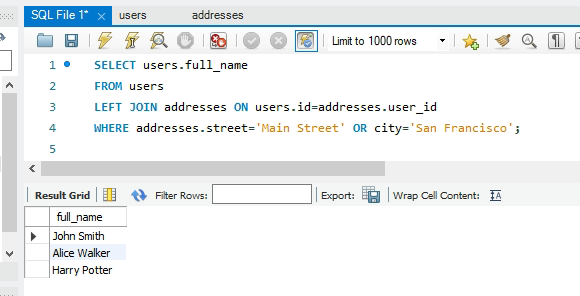 SQL File 1* × users addresses
Limit to 1000 rows
1 SELECT users.full_name
2 FROM users
3 LEFT JOIN addresses ON users.id=addresses.user_id
4 WHERE addresses.street='Main Street' OR city='San Francisco';
5
Result Grid Filter Rows: Export: Wrap Cell Content: IA
full_name
John Smith
Alice Walker
Harry Potter